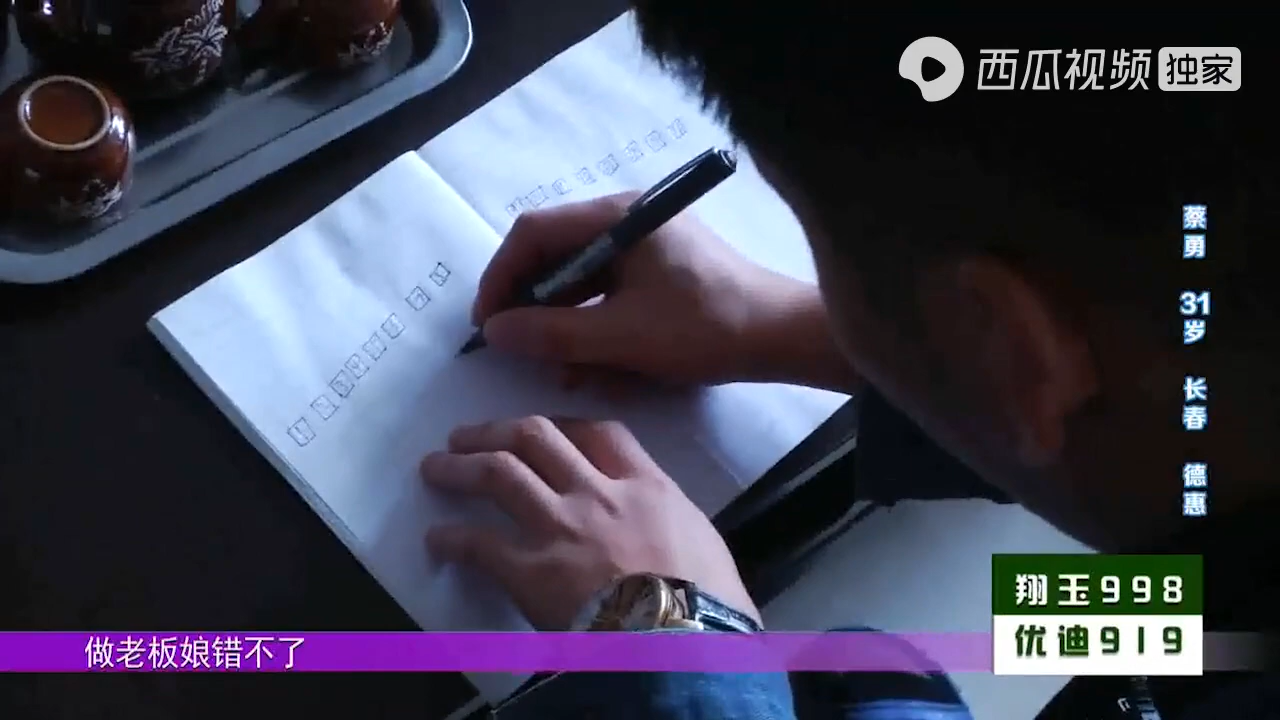 西瓜视频 独家
蔡勇 31岁 长春 德惠
翔玉998
优迪919
做老板娘错不了